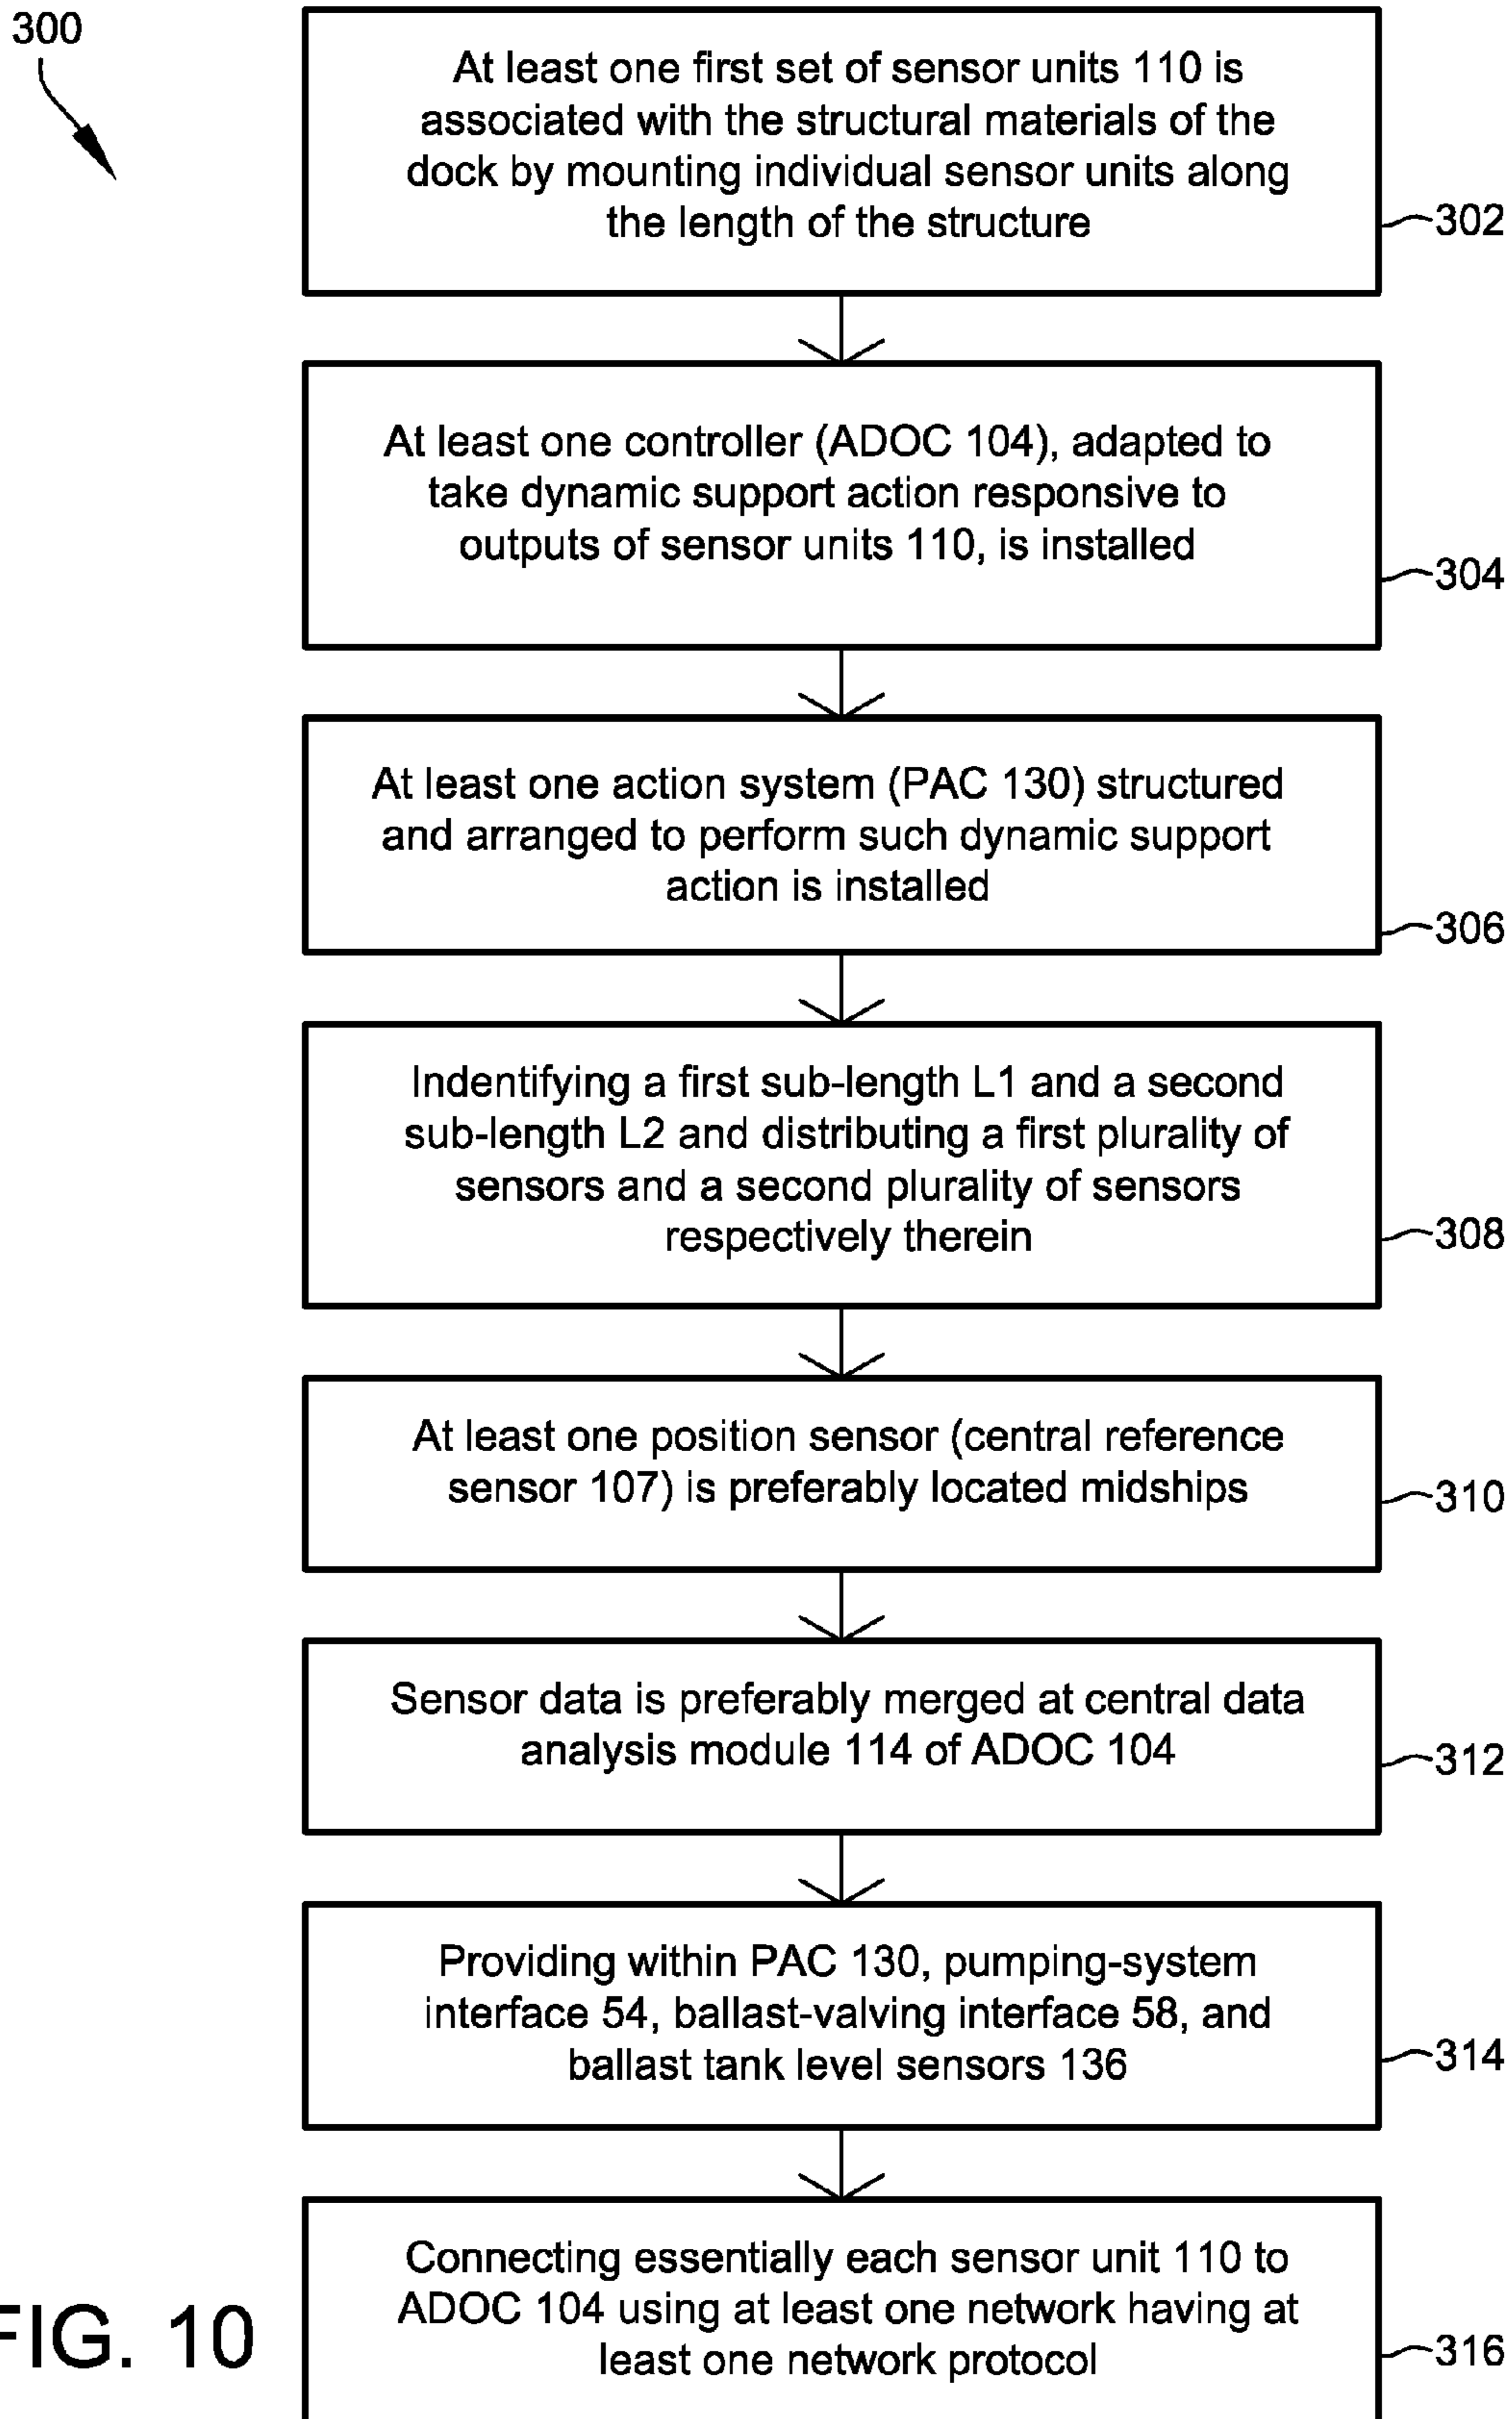 300
At least one first set of sensor units 110 is
associated with the structural materials of the
dock by mounting individual sensor units along
the length of the structure
302
At least one controller (ADOC 104), adapted to
take dynamic support action responsive to
outputs of sensor units 110, is installed
304
At least one action system (PAC 130) structured
and arranged to perform such dynamic support
action is installed
306
Indentifying a first sub-length L1 and a second
sub-length L2 and distributing a first plurality of
sensors and a second plurality of sensors
respectively therein
308
At least one position sensor (central reference
sensor 107) is preferably located midships
310
Sensor data is preferably merged at central data
analysis module 114 of ADOC 104
312
Providing within PAC 130, pumping-system
interface 54, ballast-valving interface 58, and
ballast tank level sensors 136
314
Connecting essentially each sensor unit 110 to
ADOC 104 using at least one network having at
least one network protocol
316
FIG. 10